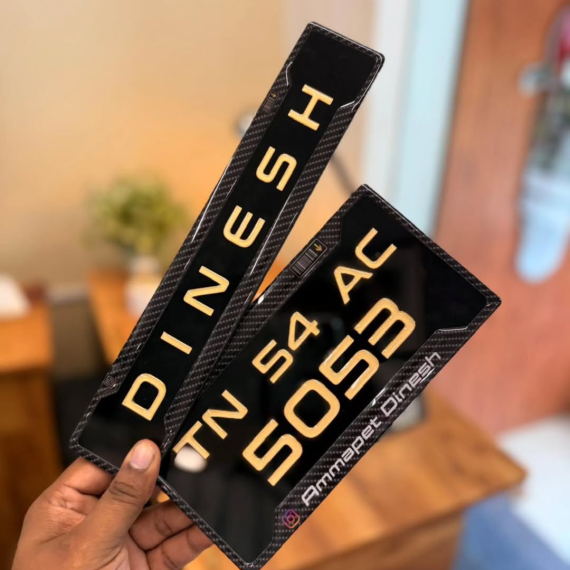 DINESH
TN 54 AC
5053
Ammapet Dinesh